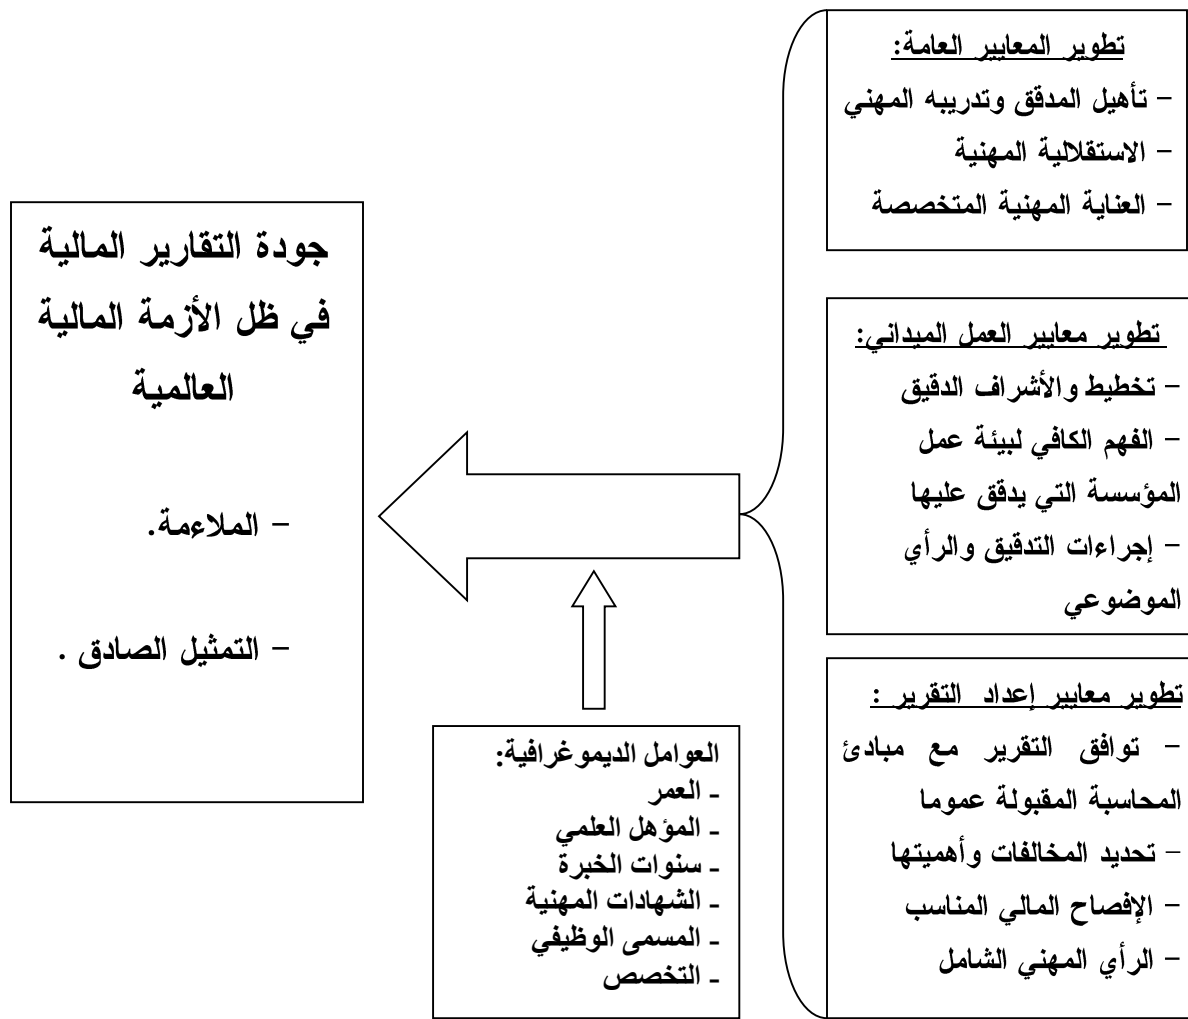 تطوير المعايير العامة:
– تأهيل المدقق وتدريبه المهني
– الاستقلالية المهنية
– العناية المهنية المتخصصة
تطوير معايير العمل الميداني:
– تخطيط والأشراف الدقيق
– الفهم الكافي لبيئة عمل
المؤسسة التي يدقق عليها
– إجراءات التدقيق والرأي
الموضوعي
تطوير معايير إعداد التقرير :
– توافق التقرير مع مبادئ
المحاسبة المقبولة عموما
– تحديد المخالفات وأهميتها
– الإفصاح المالي المناسب
– الرأي المهني الشامل
جودة التقارير المالية
في ظل الأزمة المالية
العالمية
– الملاءمة.
– التمثيل الصادق .
العوامل الديموغرافية:
- العمر
- المؤهل العلمي
- سنوات الخبرة
- الشهادات المهنية
- المسمى الوظيفي
- التخصص